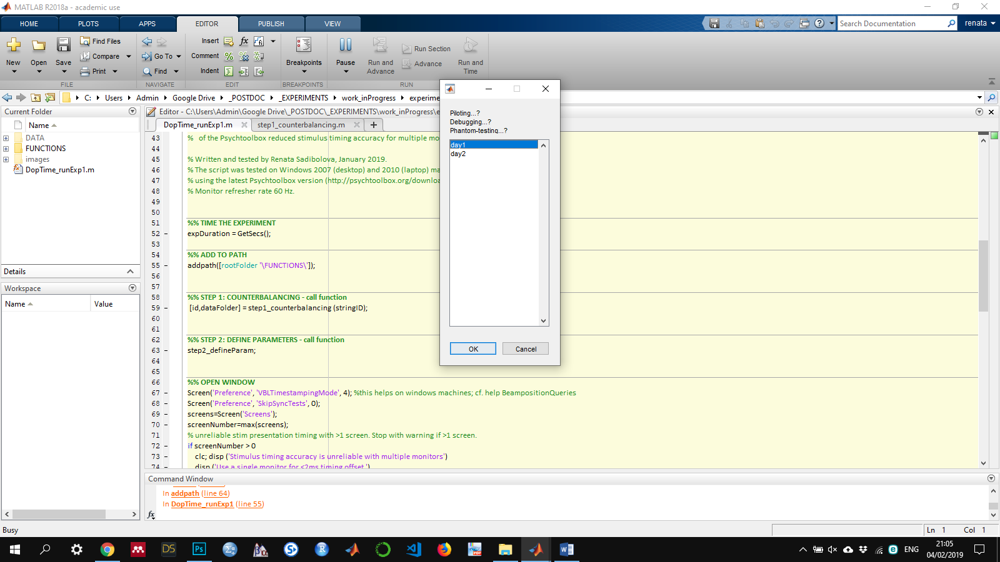 MATLAB R2018a - academic use
HOME PLOTS APPS EDITOR PUBLISH VIEW
Search Documentation renata
New Open Save Find Files Compare Print
Go To Find
Insert fx Comment Indent
Breakpoints
Pause Run and Advance Run Section Advance Run and Time
FILE NAVIGATE EDIT BREAKPOINTS RUN
C: Users Admin Google Drive _POSTDOC _EXPERIMENTS work_inProgress experime
Current Folder
Name
DATA
FUNCTIONS
images
DopTime_runExp1.m
Details
Workspace
Name Value
Editor - C:\Users\Admin\Google Drive\_POSTDOC\_EXPERIMENTS\work_inProgress\e
DopTime_runExp1.m step1_counterbalancing.m
43 % of the Psychtoolbox reduced stimulus timing accuracy for multiple mo
44
45 % Written and tested by Renata Sadibolova, January 2019.
46 % The script was tested on Windows 2007 (desktop) and 2010 (laptop) ma
47 % using the latest Psychtoolbox version (http://psychtoolbox.org/downloa
48 % Monitor refresher rate 60 Hz.
49
50
51 %% TIME THE EXPERIMENT
52 – expDuration = GetSecs();
53
54 %% ADD TO PATH
55 – addpath([rootFolder '\FUNCTIONS\']);
56
57
58 %% STEP 1: COUNTERBALANCING - call function
59 – [id,dataFolder] = step1_counterbalancing (stringID);
60
61
62 %% STEP 2: DEFINE PARAMETERS - call function
63 – step2_defineParam;
64
65
66 %% OPEN WINDOW
67 – Screen('Preference', 'VBLTimestampingMode', 4); %this helps on windows machines; cf. help BeampositionQueries
68 – Screen('Preference', 'SkipSyncTests', 0);
69 – screens=Screen('Screens');
70 – screenNumber=max(screens);
71 % unreliable stim presentation timing with >1 screen. Stop with warning if >1 screen.
72 – if screenNumber > 0
73 – clc; disp ('Stimulus timing accuracy is unreliable with multiple monitors')
74 – disp ('Use a single monitor for <2ms timing offset.')
Piloting...?
Debugging...?
Phantom-testing...?
day1
day2
OK Cancel
Command Window
In addpath (line 64)
In DopTime_runExp1 (line 55)
fx
Busy
Ln 1 Col 1
DS Ps R PDF
ENG
21:05
04/02/2019